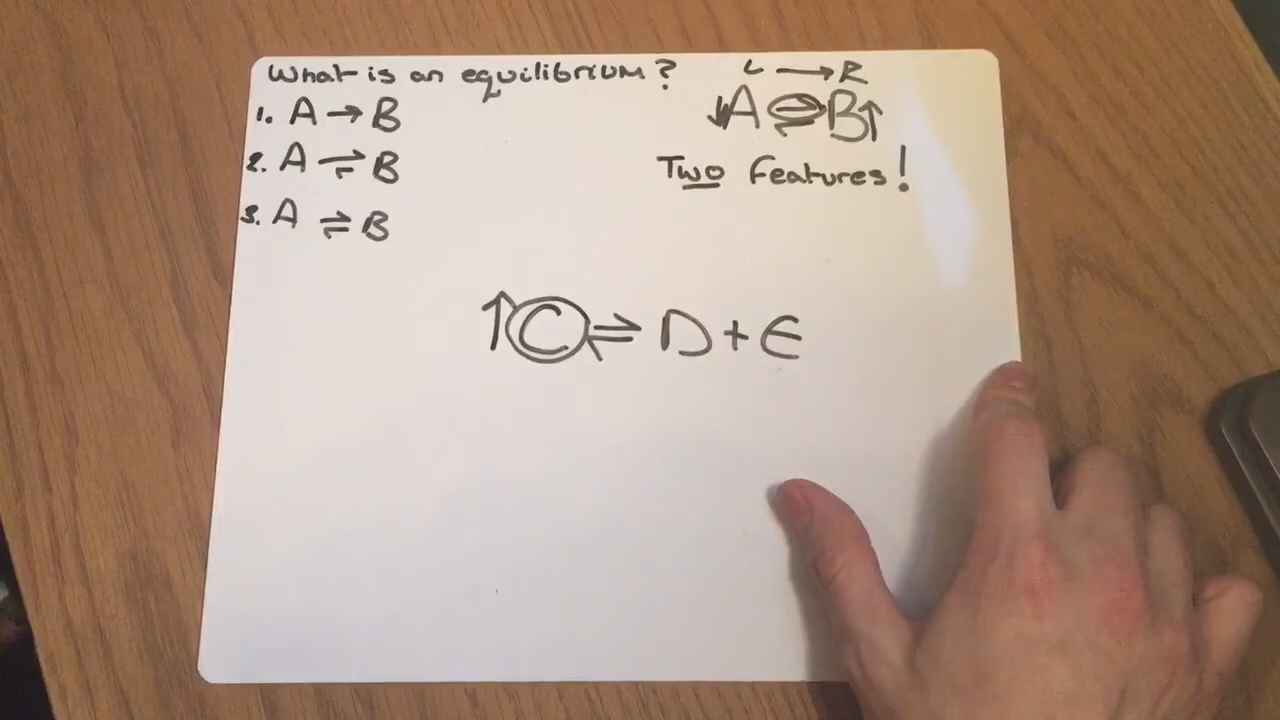 What is an equilibrium?
1. A → B
2. A ⇌ B
3. A ⇌ B
L → R
↓A ⇌ B↑
Two features!
↑C ⇌ D + E